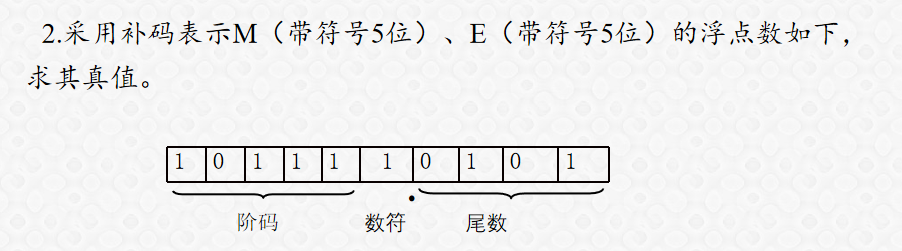 2.采用补码表示M（带符号5位）、E（带符号5位）的浮点数如下，
求其真值。
1 0 1 1 1 1 0 1 0 1
阶码 数符 . 尾数